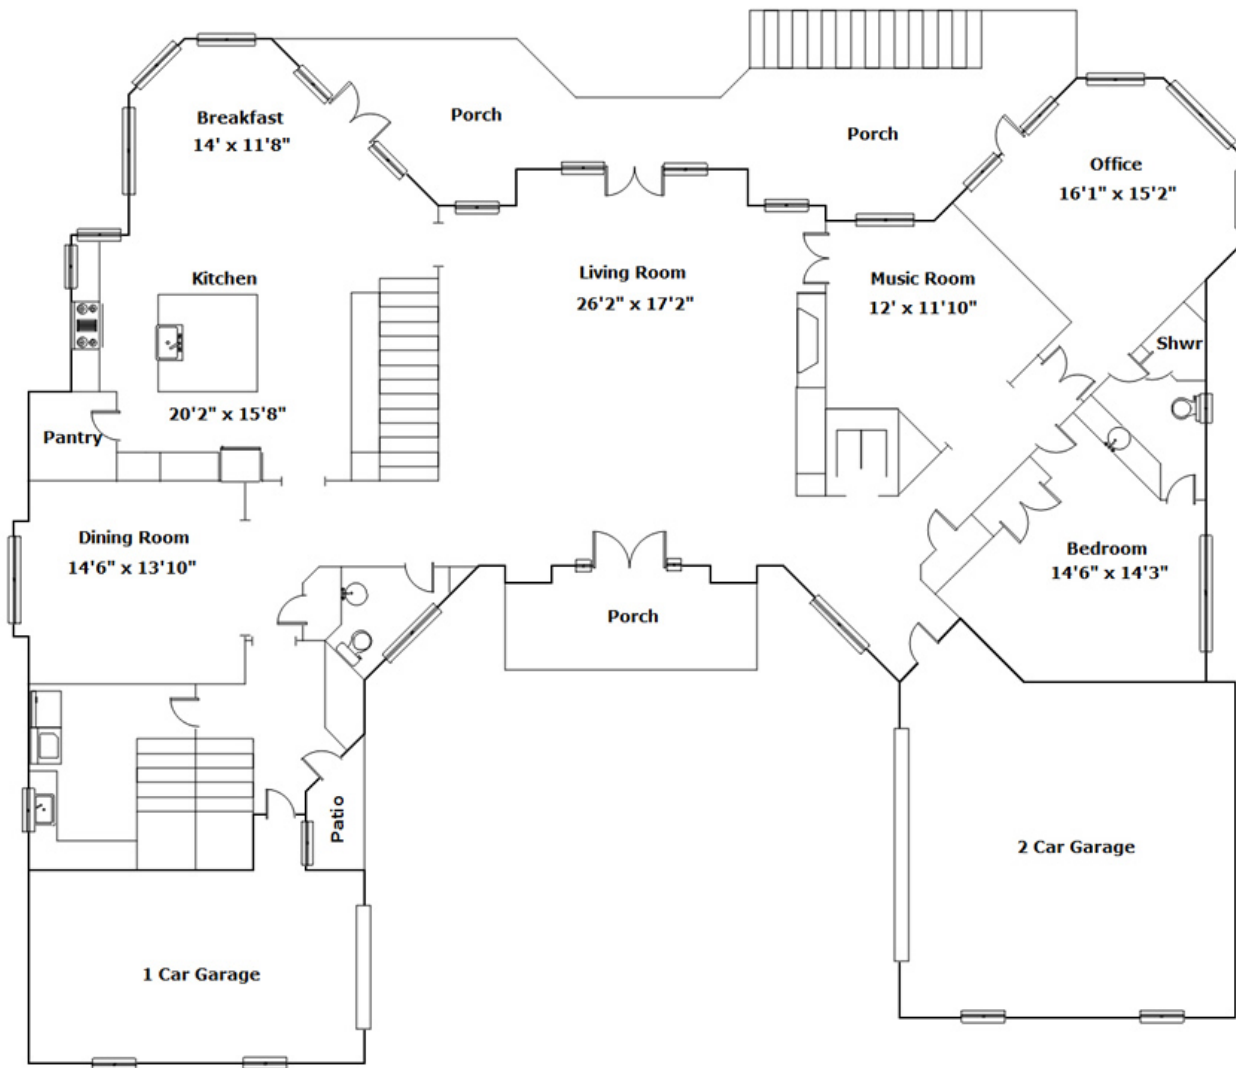 Breakfast
14' x 11'8"
Porch
Porch
Office
16'1" x 15'2"
Kitchen
Living Room
26'2" x 17'2"
Music Room
12' x 11'10"
Shwr
20'2" x 15'8"
Pantry
Dining Room
14'6" x 13'10"
Bedroom
14'6" x 14'3"
Porch
Patio
2 Car Garage
1 Car Garage